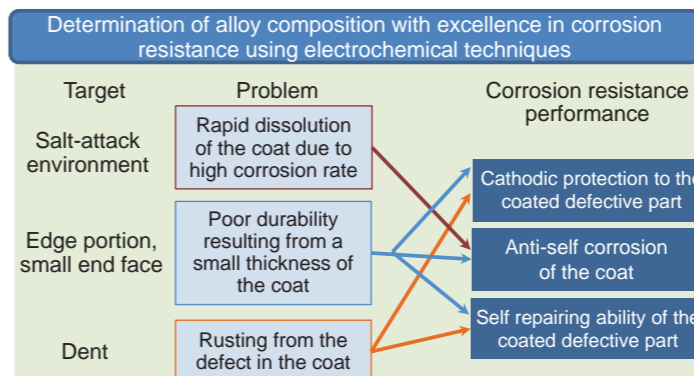 Determination of alloy composition with excellence in corrosion
resistance using electrochemical techniques
Target
Problem
Corrosion resistance
performance
Salt-attack
environment
Rapid dissolution
of the coat due to
high corrosion rate
Edge portion,
small end face
Poor durability
resulting from a
small thickness of
the coat
Dent
Rusting from the
defect in the coat
Cathodic protection to the
coated defective part
Anti-self corrosion
of the coat
Self repairing ability of the
coated defective part